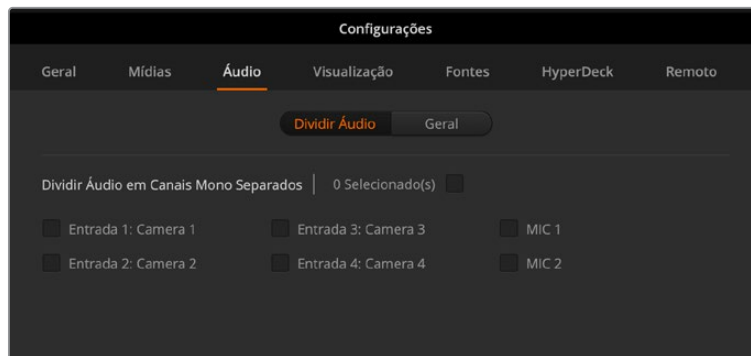 Configurações
Geral Mídias Áudio Visualização Fontes HyperDeck Remoto
Dividir Áudio Geral
Dividir Áudio em Canais Mono Separados 0 Selecionado(s)
Entrada 1: Camera 1 Entrada 3: Camera 3 MIC 1
Entrada 2: Camera 2 Entrada 4: Camera 4 MIC 2